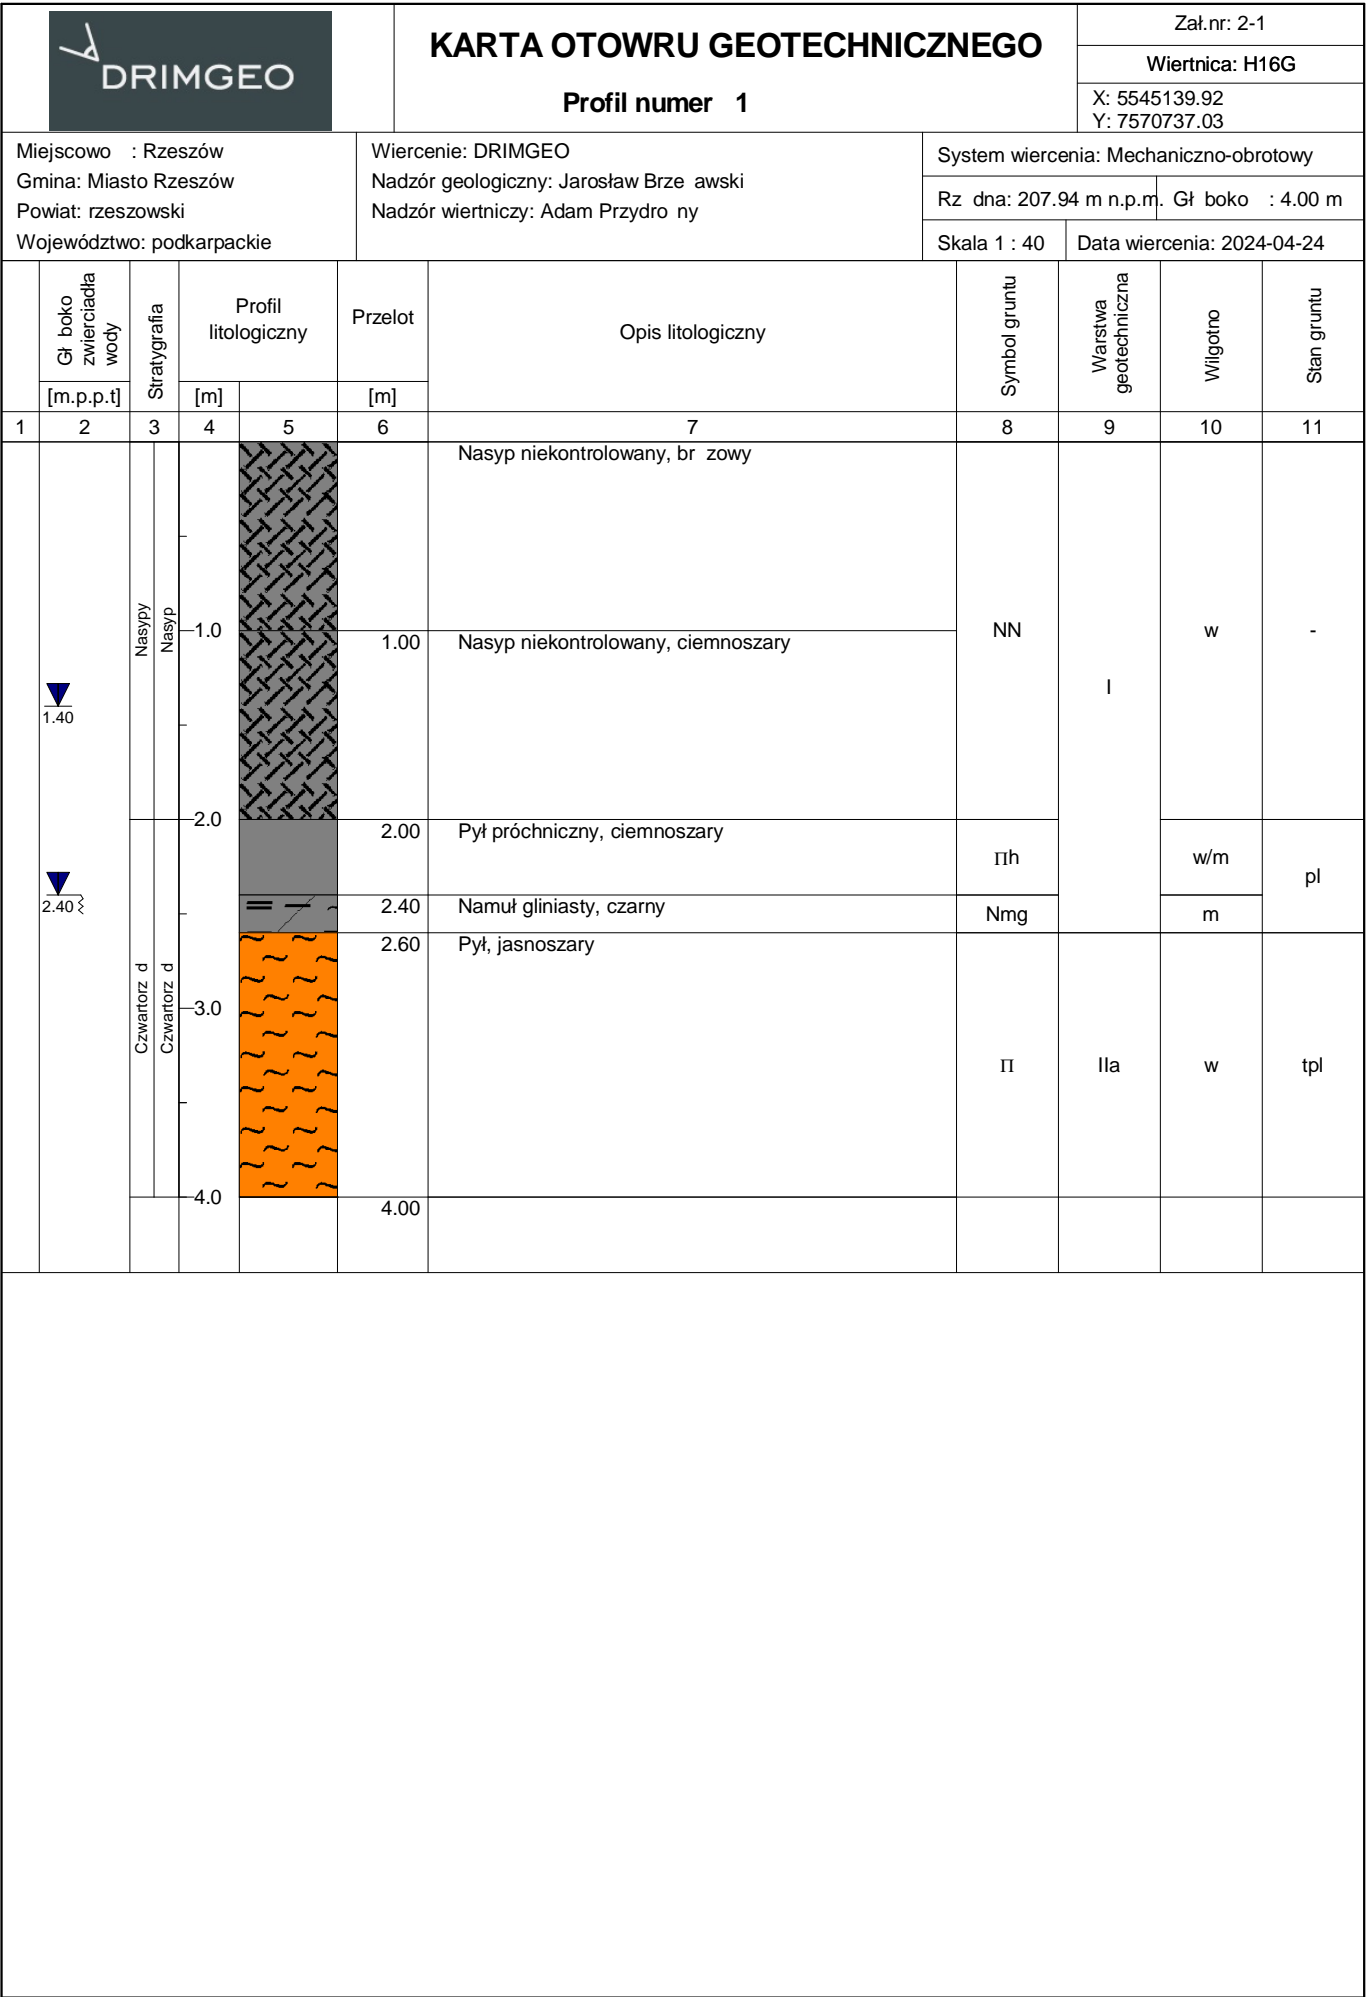 DRIMGEO
KARTA OTOWRU GEOTECHNICZNEGO
Profil numer 1
Zał.nr: 2-1
Wiertnica: H16G
X: 5545139.92
Y: 7570737.03
Miejscowo : Rzeszów
Gmina: Miasto Rzeszów
Powiat: rzeszowski
Województwo: podkarpackie
Wiercenie: DRIMGEO
Nadzór geologiczny: Jarosław Brze awski
Nadzór wiertniczy: Adam Przydro ny
System wiercenia: Mechaniczno-obrotowy
Rz dna: 207.94 m n.p.m. Gł boko : 4.00 m
Skala 1 : 40 Data wiercenia: 2024-04-24
Gł boko
zwierciadła
wody
[m.p.p.t]
Stratygrafia
Profil
litologiczny
[m]
Przelot
[m]
Opis litologiczny
Symbol gruntu
Warstwa
geotechniczna
Wilgotno
Stan gruntu
1 2 3 4 5 6 7 8 9 10 11
Nasyp niekontrolowany, br zowy
Nasypy
Nasyp
1.0
1.00 Nasyp niekontrolowany, ciemnoszary
NN
w
-
I
1.40
2.0
2.00 Pył próchniczny, ciemnoszary
Πh
w/m
pl
2.40
2.40 Namuł gliniasty, czarny
Nmg
m
2.60 Pył, jasnoszary
Czwartorz d
Czwartorz d
3.0
Π
IIa
w
tpl
4.0
4.00